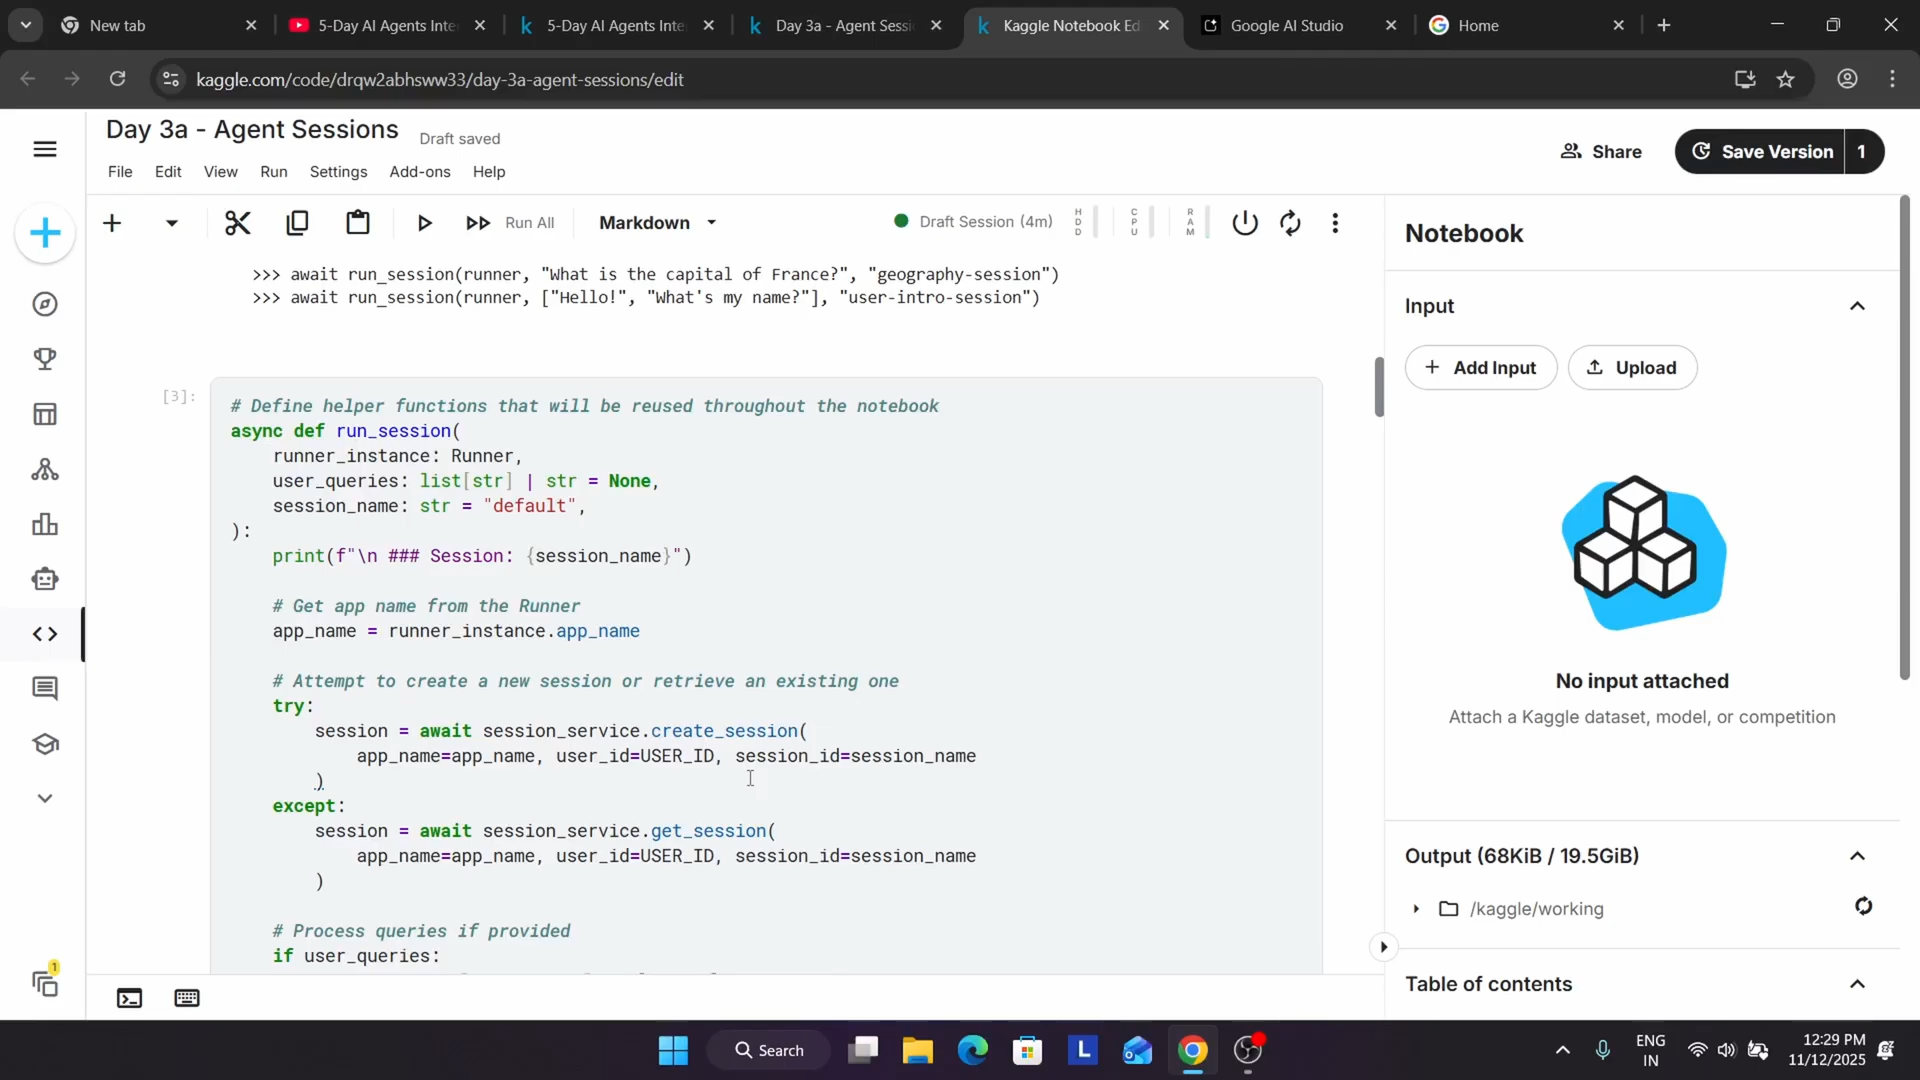 New tab
5-Day AI Agents Inte
5-Day AI Agents Inte
Day 3a - Agent Sessi
Kaggle Notebook Ed
Google AI Studio
Home
kaggle.com/code/drqw2abhsww33/day-3a-agent-sessions/edit
Day 3a - Agent Sessions
Draft saved
File Edit View Run Settings Add-ons Help
Share
Save Version 1
Run All
Markdown
Draft Session (4m)
HDD
CPU
RAM
>>> await run_session(runner, "What is the capital of France?", "geography-session")
>>> await run_session(runner, ["Hello!", "What's my name?"], "user-intro-session")
[3]:
# Define helper functions that will be reused throughout the notebook
async def run_session(
    runner_instance: Runner,
    user_queries: list[str] | str = None,
    session_name: str = "default",
):
    print(f"\n ### Session: {session_name}")
    # Get app name from the Runner
    app_name = runner_instance.app_name
    # Attempt to create a new session or retrieve an existing one
    try:
        session = await session_service.create_session(
            app_name=app_name, user_id=USER_ID, session_id=session_name
        )
    except:
        session = await session_service.get_session(
            app_name=app_name, user_id=USER_ID, session_id=session_name
        )
    # Process queries if provided
    if user_queries:
Notebook
Input
+ Add Input
Upload
No input attached
Attach a Kaggle dataset, model, or competition
Output (68KiB / 19.5GiB)
/kaggle/working
Table of contents
1
Search
L
ENG
IN
12:29 PM
11/12/2025